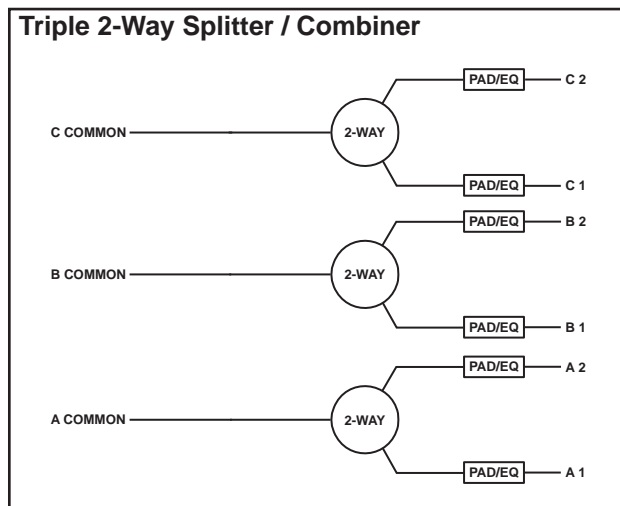 Triple 2-Way Splitter / Combiner
PAD/EQ C 2
C COMMON 2-WAY
PAD/EQ C 1
PAD/EQ B 2
B COMMON 2-WAY
PAD/EQ B 1
PAD/EQ A 2
A COMMON 2-WAY
PAD/EQ A 1